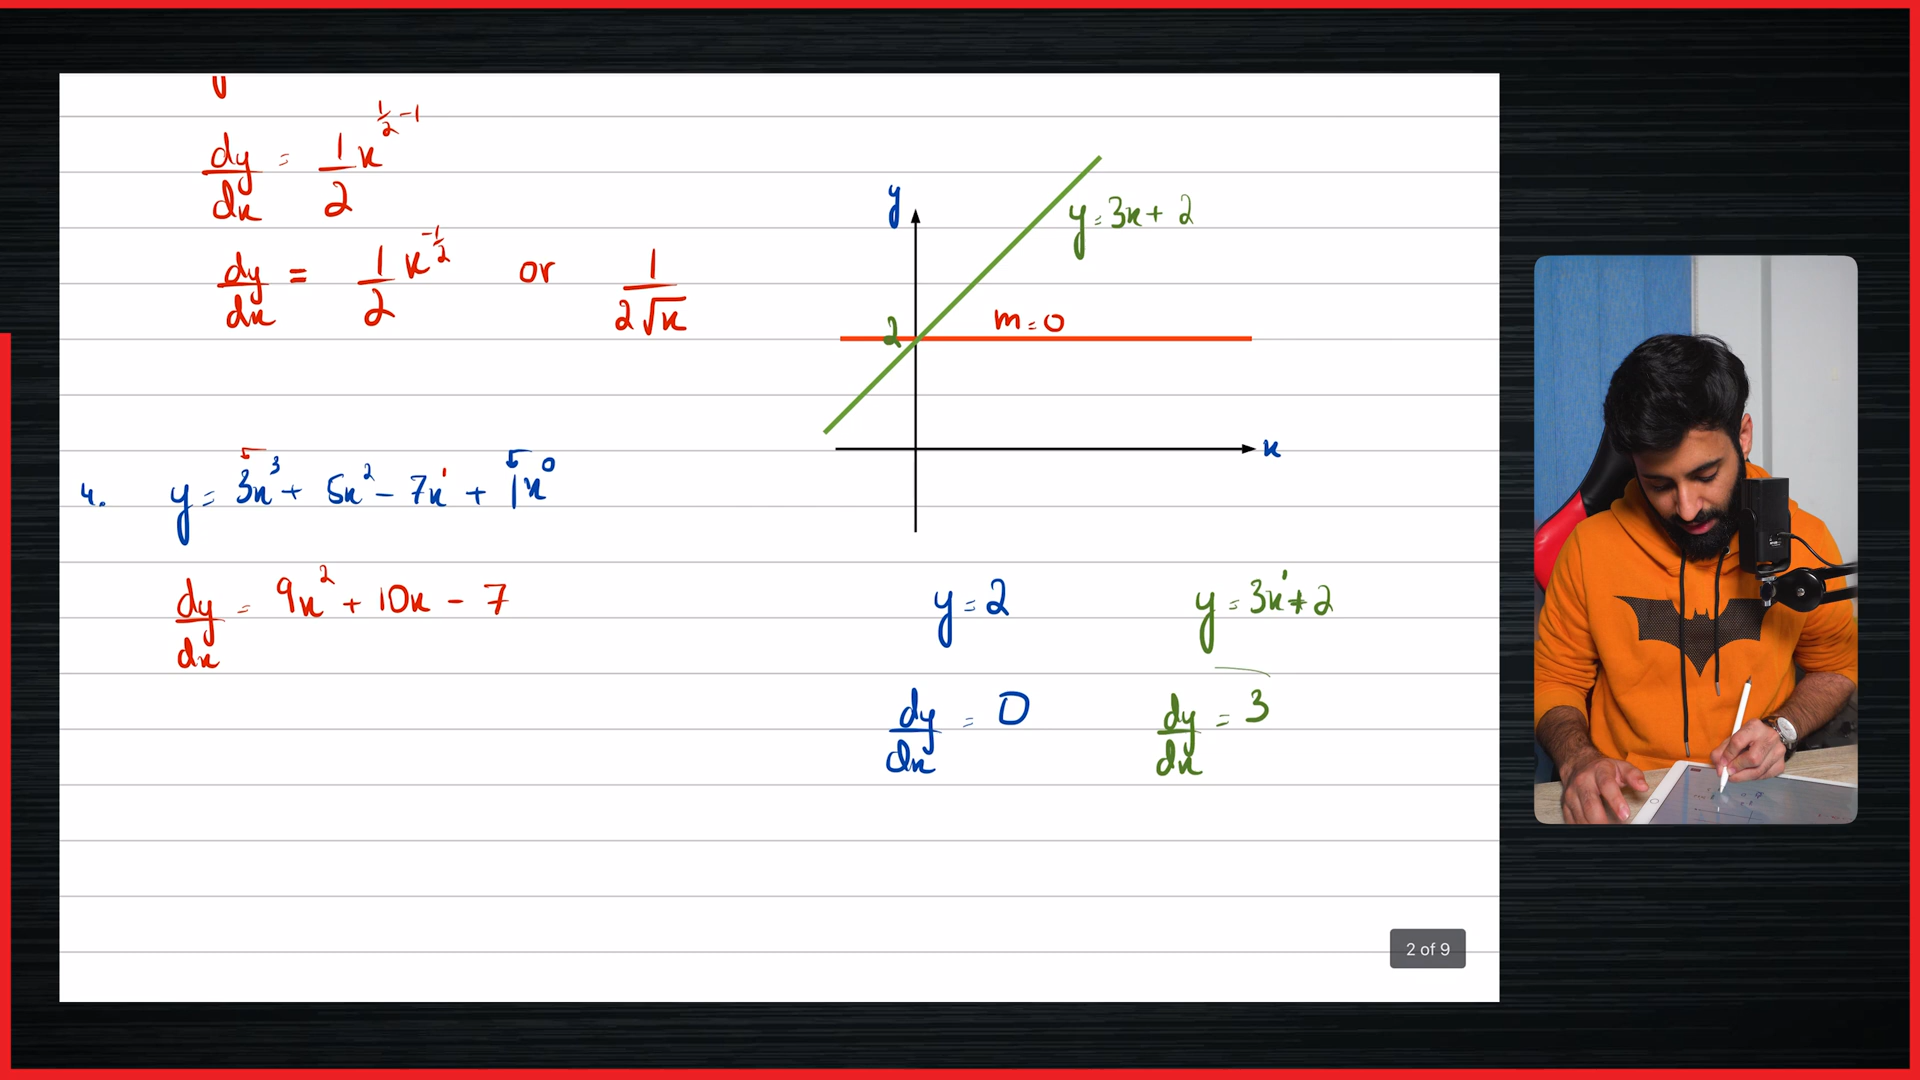 dy/dx = 1/2 x^(1/2 - 1)
dy/dx = 1/2 x^(-1/2) or 1/(2√x)
4. y = 3x³ + 5x² - 7x¹ + 1x⁰
dy/dx = 9x² + 10x - 7
y
y = 3x + 2
2
m = 0
x
y = 2
dy/dx = 0
y = 3x¹ + 2
dy/dx = 3
2 of 9